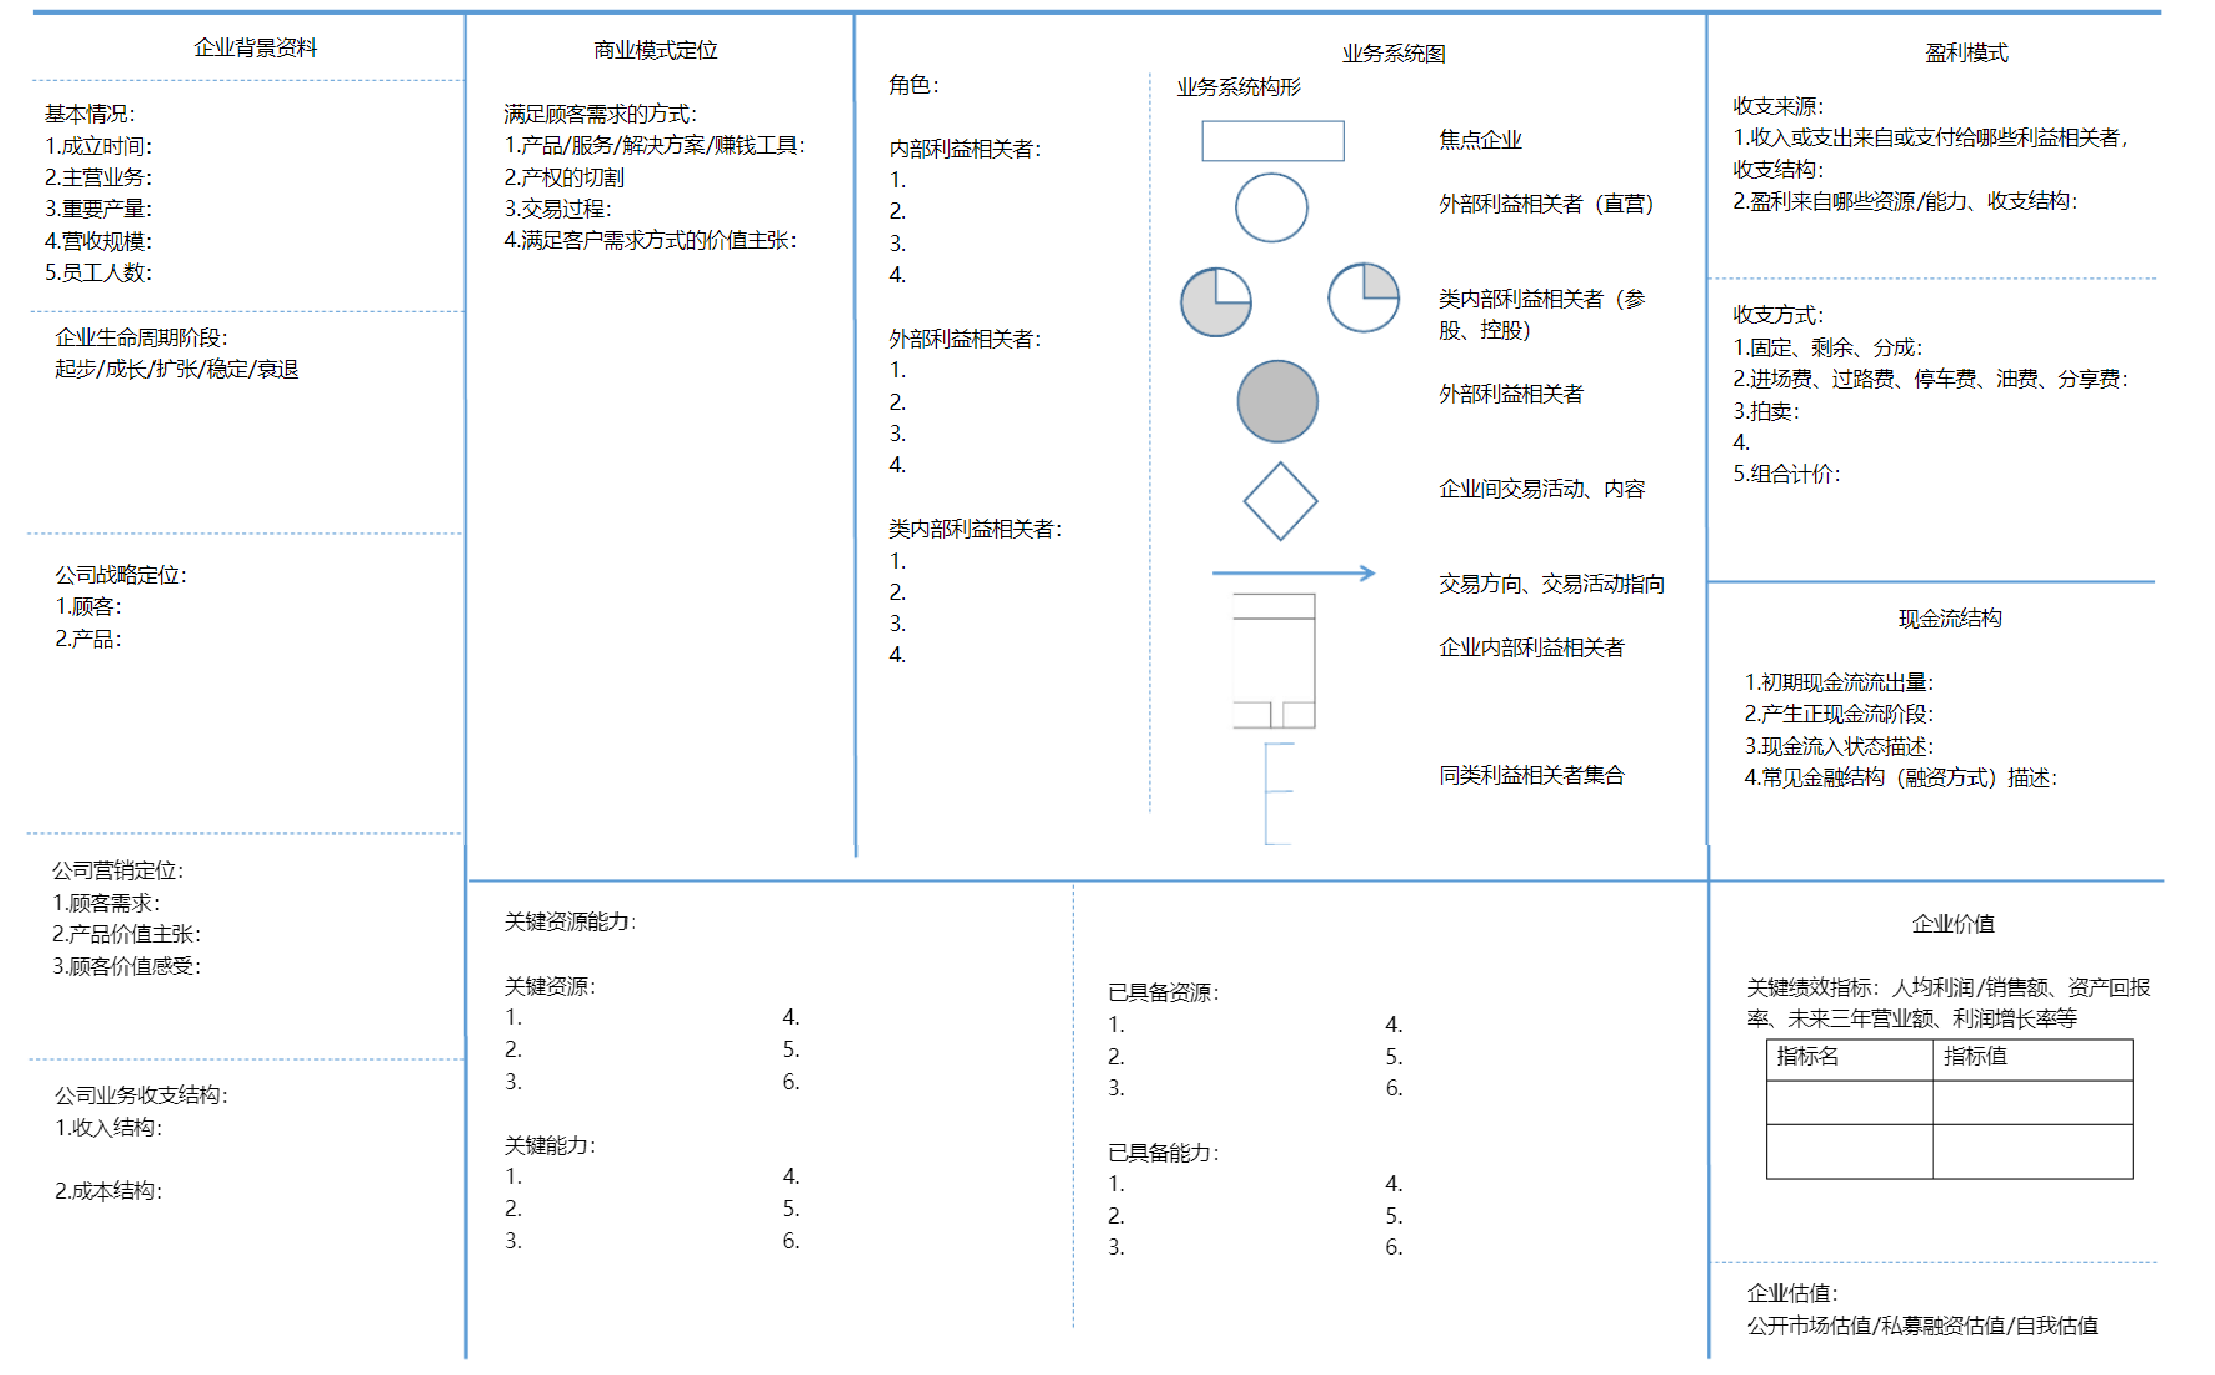 企业背景资料
基本情况：
1.成立时间：
2.主营业务：
3.重要产量：
4.营收规模：
5.员工人数：
企业生命周期阶段：
起步/成长/扩张/稳定/衰退
公司战略定位：
1.顾客：
2.产品：
公司营销定位：
1.顾客需求：
2.产品价值主张：
3.顾客价值感受：
公司业务收支结构：
1.收入结构：
2.成本结构：
商业模式定位
满足顾客需求的方式：
1.产品/服务/解决方案/赚钱工具：
2.产权的切割
3.交易过程：
4.满足客户需求方式的价值主张：
业务系统图
角色：
内部利益相关者：
1.
2.
3.
4.
外部利益相关者：
1.
2.
3.
4.
类内部利益相关者：
1.
2.
3.
4.
业务系统构形
焦点企业
外部利益相关者（直营）
类内部利益相关者（参
股、控股）
外部利益相关者
企业间交易活动、内容
交易方向、交易活动指向
企业内部利益相关者
同类利益相关者集合
盈利模式
收支来源：
1.收入或支出来自或支付给哪些利益相关者，
收支结构：
2.盈利来自哪些资源/能力、收支结构：
收支方式：
1.固定、剩余、分成：
2.进场费、过路费、停车费、油费、分享费：
3.拍卖：
4.
5.组合计价：
现金流结构
1.初期现金流流出量：
2.产生正现金流阶段：
3.现金流入状态描述：
4.常见金融结构（融资方式）描述：
关键资源能力：
关键资源：
1.
2.
3.
4.
5.
6.
关键能力：
1.
2.
3.
4.
5.
6.
已具备资源：
1.
2.
3.
4.
5.
6.
已具备能力：
1.
2.
3.
4.
5.
6.
企业价值
关键绩效指标：人均利润/销售额、资产回报
率、未来三年营业额、利润增长率等
指标名 指标值
企业估值：
公开市场估值/私募融资估值/自我估值